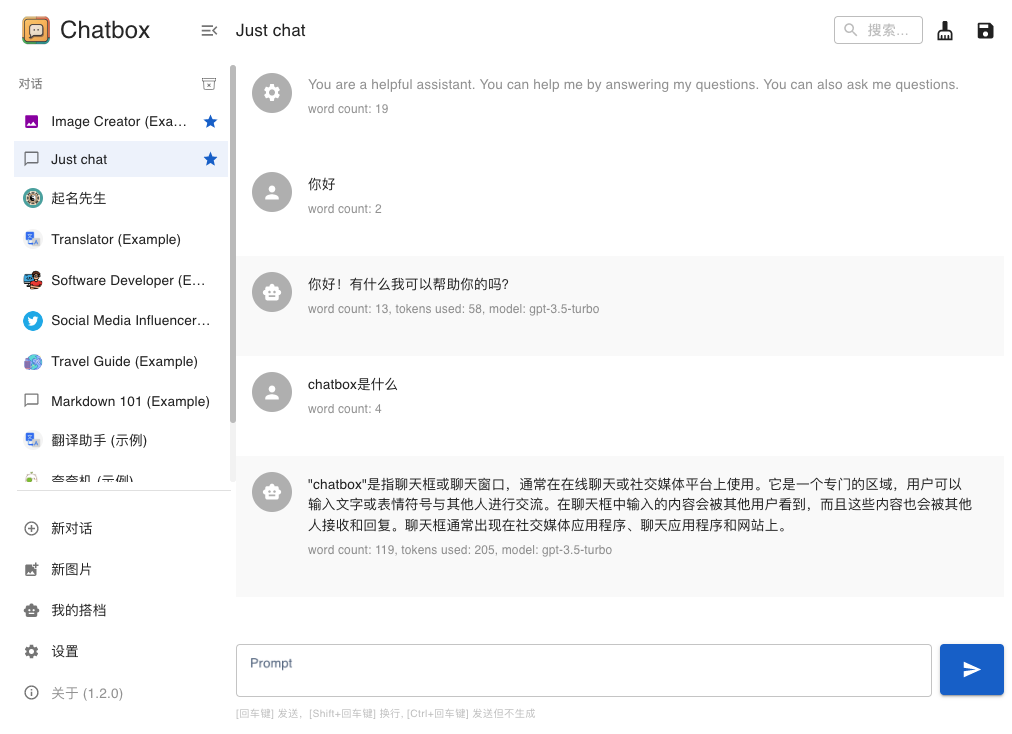 Chatbox
Just chat
搜索...
对话
Image Creator (Exa...
Just chat
起名先生
Translator (Example)
Software Developer (E...
Social Media Influencer...
Travel Guide (Example)
Markdown 101 (Example)
翻译助手 (示例)
夸夸机 (示例)
新对话
新图片
我的搭档
设置
关于 (1.2.0)
You are a helpful assistant. You can help me by answering my questions. You can also ask me questions.
word count: 19
你好
word count: 2
你好！有什么我可以帮助你的吗？
word count: 13, tokens used: 58, model: gpt-3.5-turbo
chatbox是什么
word count: 4
"chatbox"是指聊天框或聊天窗口，通常在在线聊天或社交媒体平台上使用。它是一个专门的区域，用户可以
输入文字或表情符号与其他人进行交流。在聊天框中输入的内容会被其他用户看到，而且这些内容也会被其他
人接收和回复。聊天框通常出现在社交媒体应用程序、聊天应用程序和网站上。
word count: 119, tokens used: 205, model: gpt-3.5-turbo
Prompt
[回车键] 发送，[Shift+回车键] 换行, [Ctrl+回车键] 发送但不生成